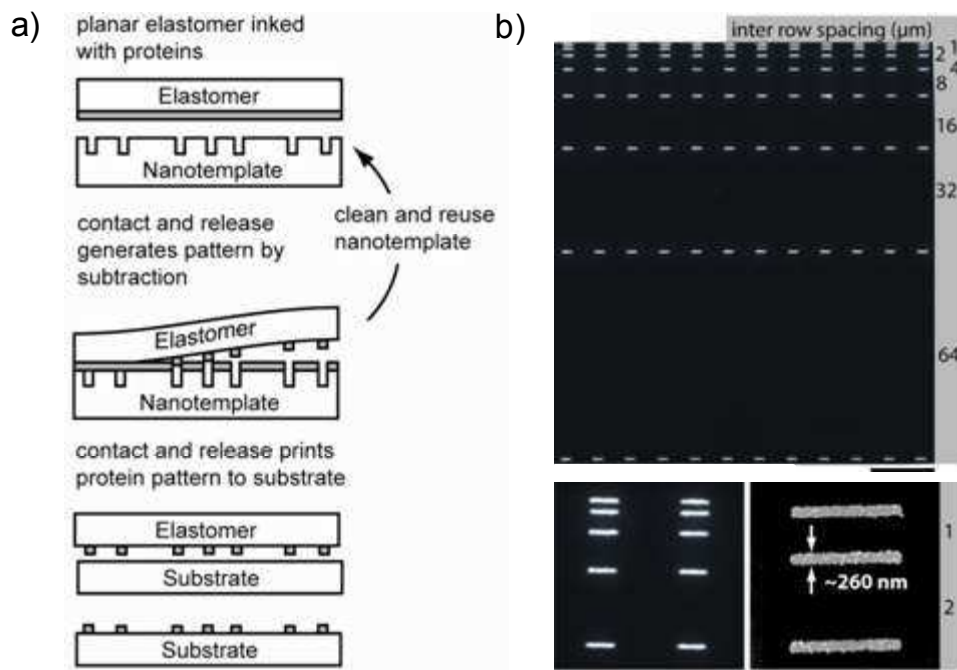 a)
planar elastomer inked
with proteins
Elastomer
Nanotemplate
contact and release
generates pattern by
subtraction
clean and reuse
nanotemplate
Elastomer
Nanotemplate
contact and release prints
protein pattern to substrate
Elastomer
Substrate
Substrate
b)
inter row spacing (µm)
1
2
4
8
16
32
64
~260 nm
1
2